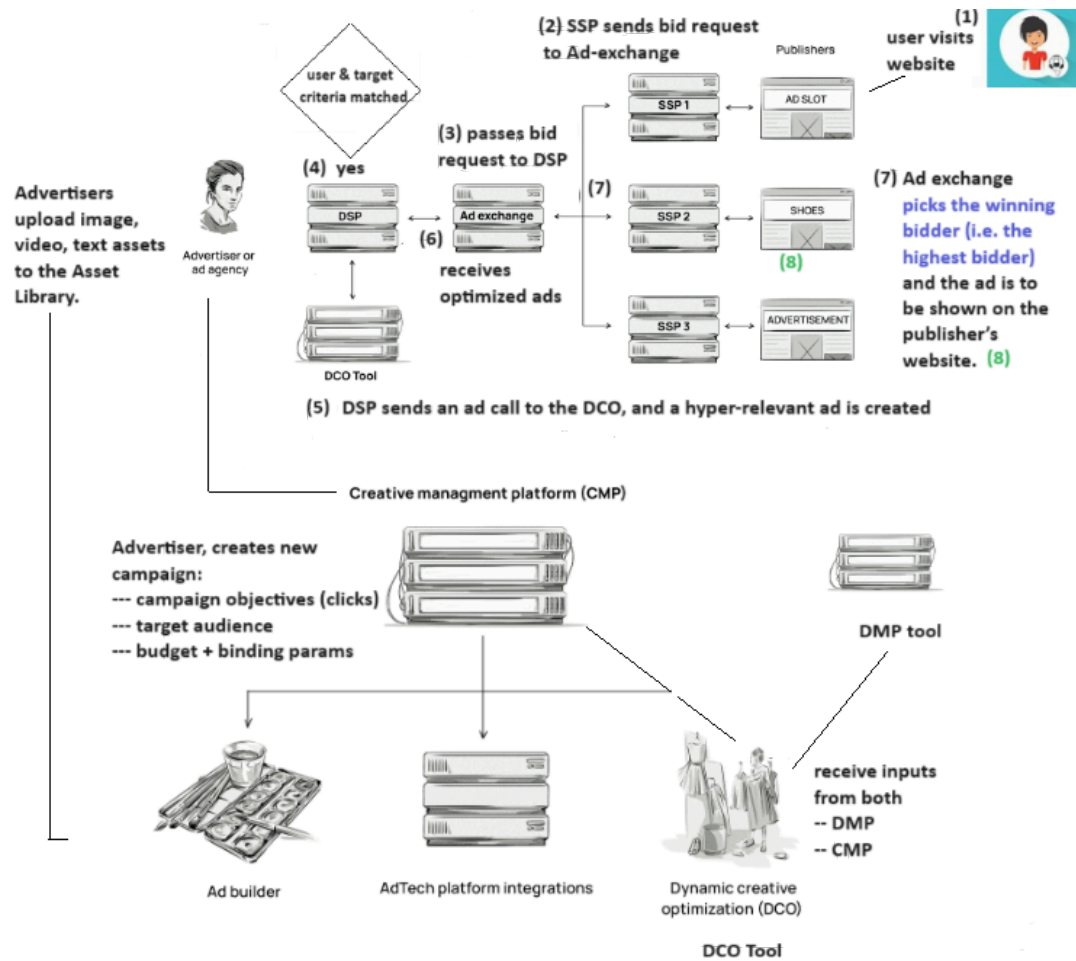 (1)
user visits
website
(2) SSP sends bid request
to Ad-exchange
Publishers
user & target
criteria matched
SSP 1
AD SLOT
(3) passes bid
request to DSP
(4) yes
Advertisers
upload image,
video, text assets
to the Asset
Library.
Advertiser or
ad agency
DSP
Ad exchange
(6)
(7)
SSP 2
SHOES
(8)
(7) Ad exchange
picks the winning
bidder (i.e. the
highest bidder)
and the ad is to
be shown on the
publisher's
website. (8)
receives
optimized ads
SSP 3
ADVERTISEMENT
DCO Tool
(5) DSP sends an ad call to the DCO, and a hyper-relevant ad is created
Creative managment platform (CMP)
Advertiser, creates new
campaign:
--- campaign objectives (clicks)
--- target audience
--- budget + binding params
DMP tool
receive inputs
from both
-- DMP
-- CMP
Ad builder
AdTech platform integrations
Dynamic creative
optimization (DCO)
DCO Tool